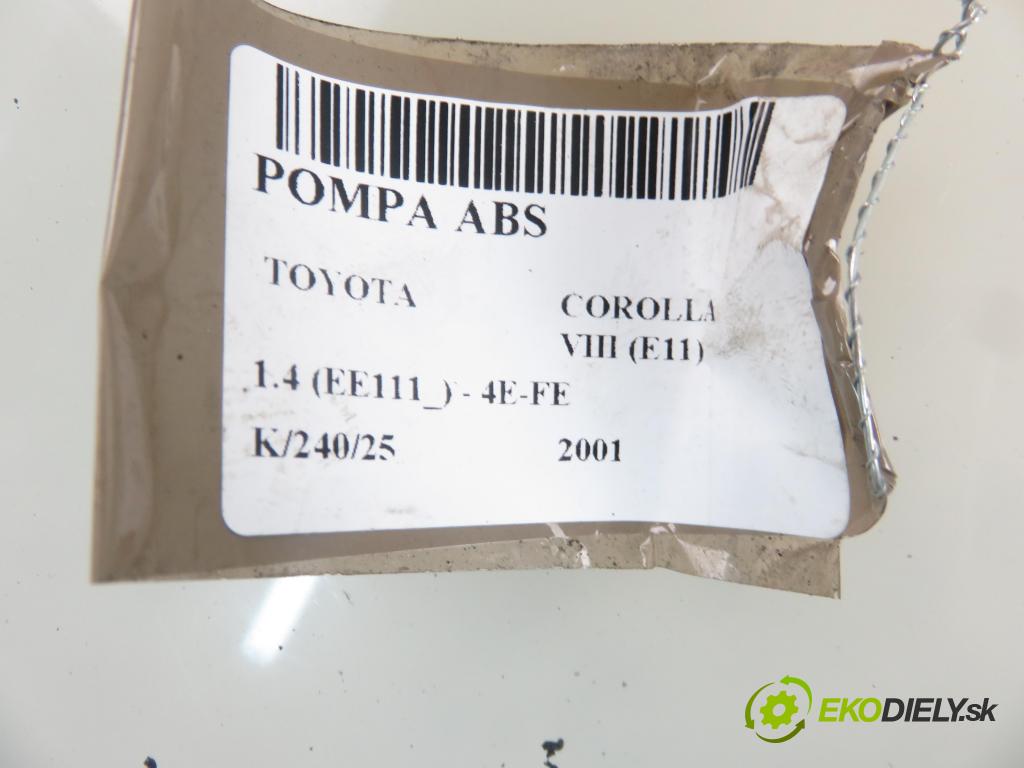 POMPA ABS
TOYOTA
COROLLA
VIII (E11)
1.4 (EE111_) - 4E-FE
K/240/25
2001
EKODIELY.sk